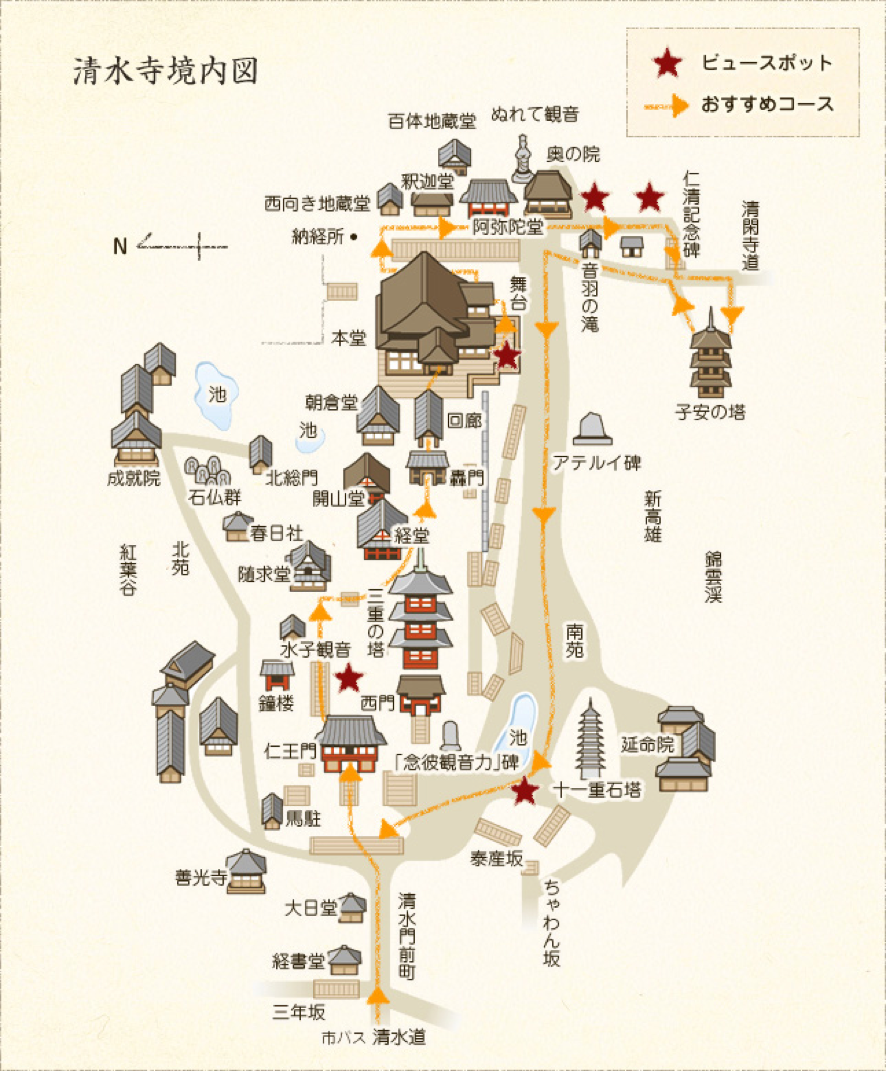 清水寺境内図
ビュースポット
おすすめコース
ぬれて観音
百体地蔵堂
奥の院
釈迦堂
西向き地蔵堂
阿弥陀堂
納経所
仁清記念碑
清閑寺道
N
音羽の滝
舞台
本堂
子安の塔
朝倉堂
回廊
池
池
アテルイ碑
成就院
石仏群
北総門
開山堂
轟門
新高雄
春日社
経堂
紅葉谷
北苑
随求堂
錦雲渓
三重の塔
水子観音
南苑
鐘楼
西門
仁王門
「念彼観音力」碑
池
延命院
十一重石塔
馬駐
泰産坂
善光寺
ちゃわん坂
大日堂
清水門前町
経書堂
三年坂
市バス 清水道